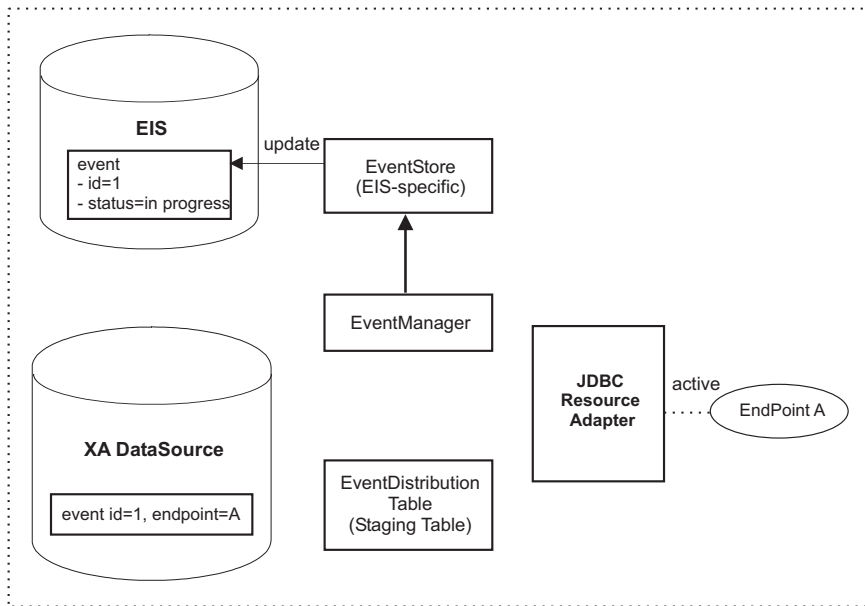 EIS
event
- id=1
- status=in progress
update
EventStore
(EIS-specific)
EventManager
XA DataSource
event id=1, endpoint=A
EventDistribution
Table
(Staging Table)
JDBC
Resource
Adapter
active
EndPoint A